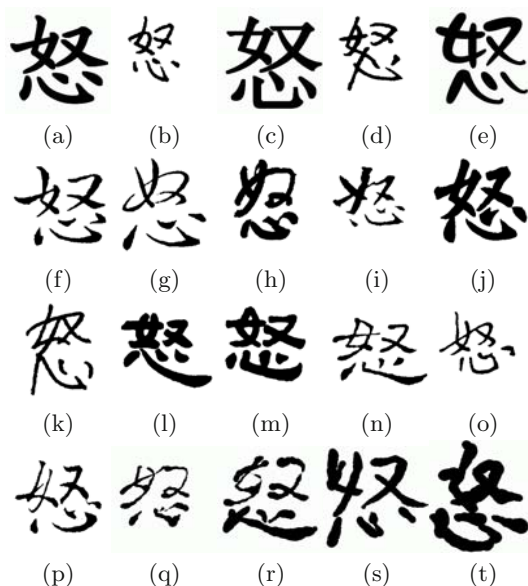 怒 怒 怒 怒 怒
(a) (b) (c) (d) (e)
怒 怒 怒 怒 怒
(f) (g) (h) (i) (j)
怒 怒 怒 怒 怒
(k) (l) (m) (n) (o)
怒 怒 怒 怒 怒
(p) (q) (r) (s) (t)